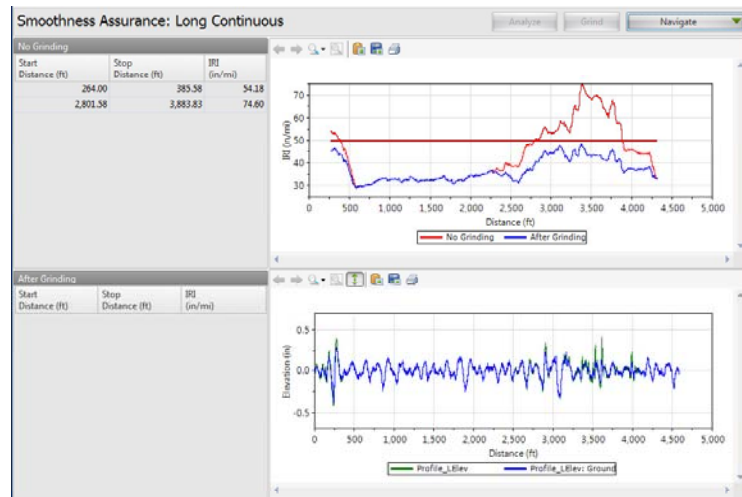 Smoothness Assurance: Long Continuous
Analyze
Grind
Navigate
No Grinding
Start Distance (ft)
Stop Distance (ft)
IRI (in/mi)
264.00 385.58 54.18
2,801.58 3,883.83 74.60
IRI (in/mi)
70
60
50
40
30
0 500 1,000 1,500 2,000 2,500 3,000 3,500 4,000 4,500 5,000
Distance (ft)
No Grinding After Grinding
After Grinding
Start Distance (ft)
Stop Distance (ft)
IRI (in/mi)
Elevation (in)
0.5
0.0
-0.5
0 500 1,000 1,500 2,000 2,500 3,000 3,500 4,000 4,500 5,000
Distance (ft)
Profile_LElev Profile_LElev: Ground